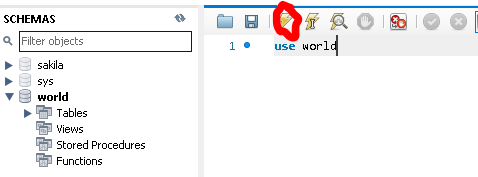 SCHEMAS
Filter objects
sakila
sys
world
Tables
Views
Stored Procedures
Functions
1
use world